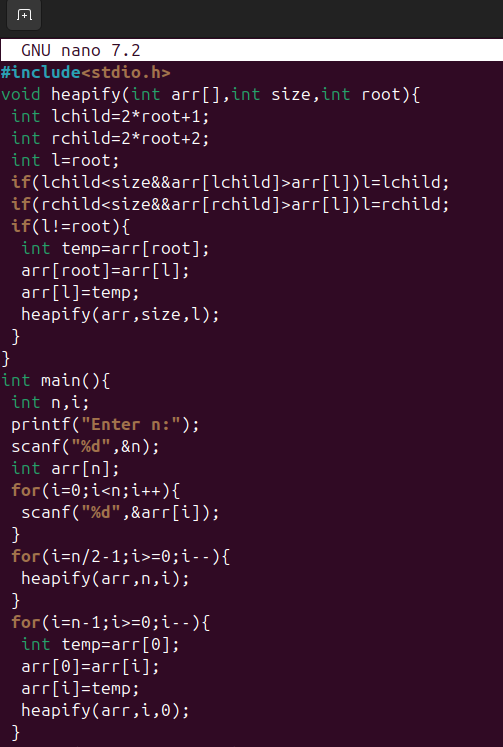 GNU nano 7.2
#include<stdio.h>
void heapify(int arr[],int size,int root){
 int lchild=2*root+1;
 int rchild=2*root+2;
 int l=root;
 if(lchild<size&&arr[lchild]>arr[l])l=lchild;
 if(rchild<size&&arr[rchild]>arr[l])l=rchild;
 if(l!=root){
  int temp=arr[root];
  arr[root]=arr[l];
  arr[l]=temp;
  heapify(arr,size,l);
 }
}
int main(){
 int n,i;
 printf("Enter n:");
 scanf("%d",&n);
 int arr[n];
 for(i=0;i<n;i++){
  scanf("%d",&arr[i]);
 }
 for(i=n/2-1;i>=0;i--){
  heapify(arr,n,i);
 }
 for(i=n-1;i>=0;i--){
  int temp=arr[0];
  arr[0]=arr[i];
  arr[i]=temp;
  heapify(arr,i,0);
 }